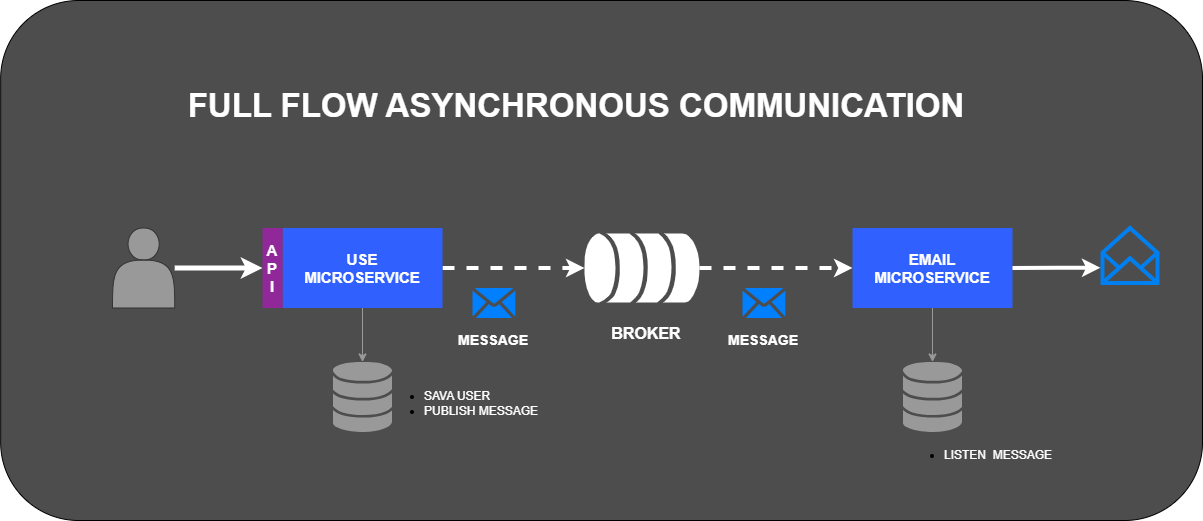 FULL FLOW ASYNCHRONOUS COMMUNICATION
A
P
I
USE
MICROSERVICE
MESSAGE
BROKER
MESSAGE
EMAIL
MICROSERVICE
• SAVA USER
• PUBLISH MESSAGE
• LISTEN MESSAGE